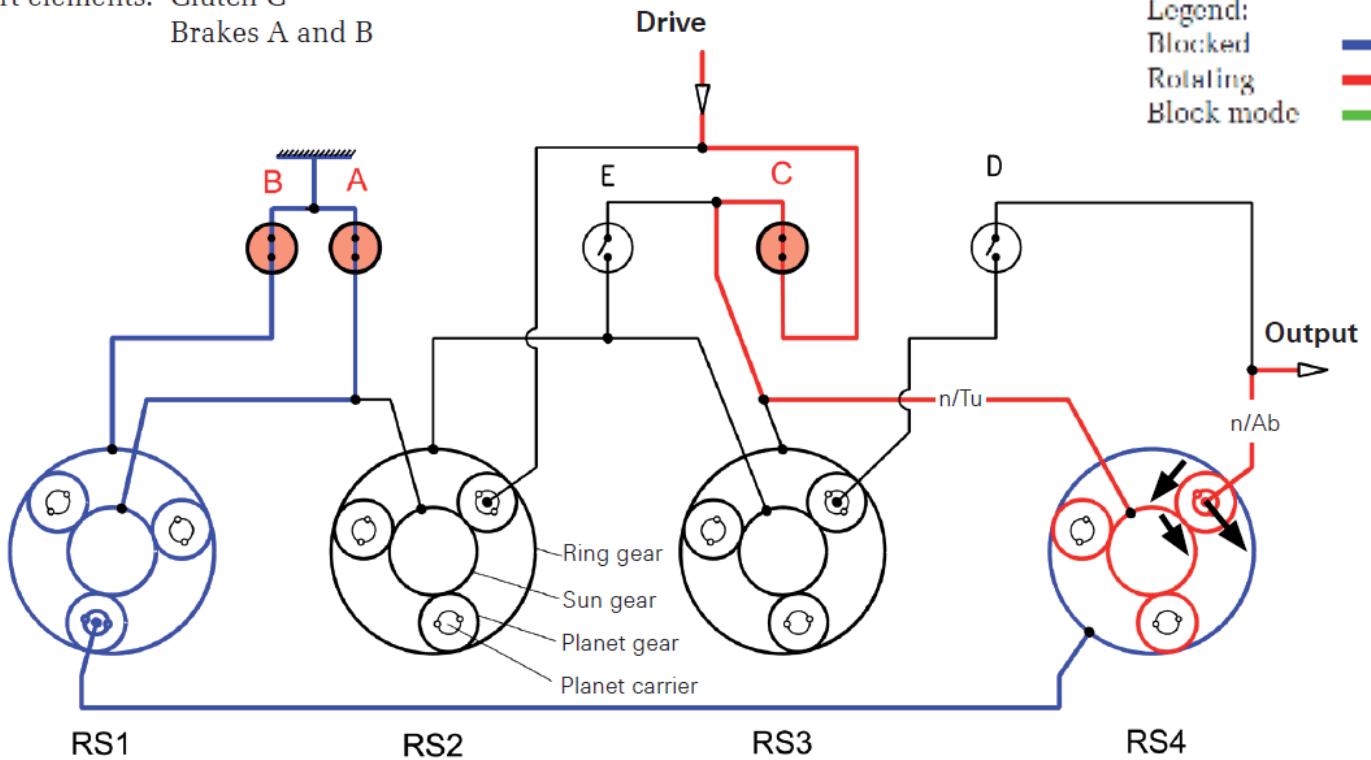 Clutch C
Brakes A and B
Drive
Legend:
Blocked
Rotating
Block mode
B
A
E
C
D
Output
n/Tu
n/Ab
Ring gear
Sun gear
Planet gear
Planet carrier
RS1
RS2
RS3
RS4